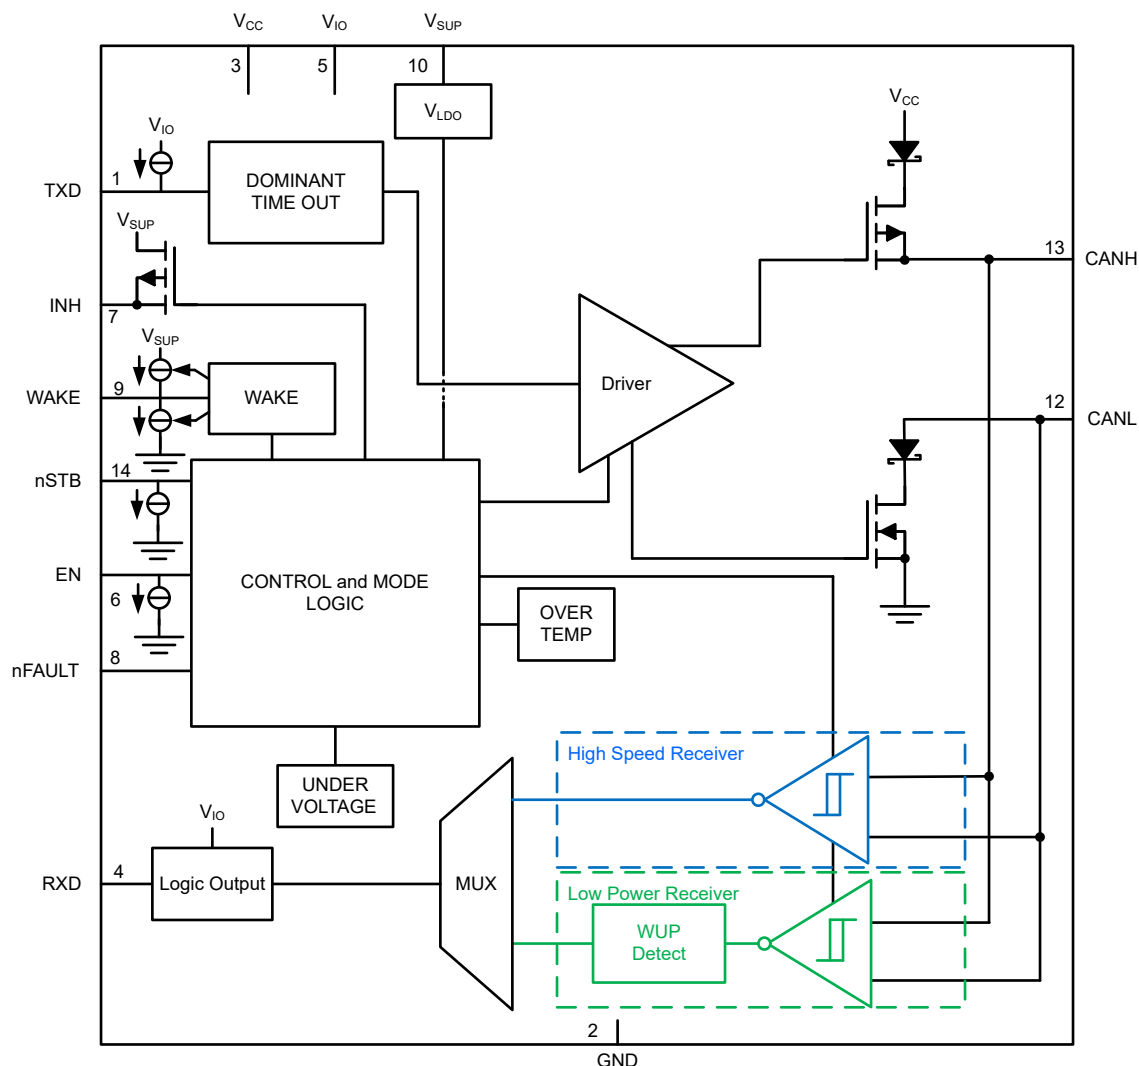 VCC
VIO
VSUP
3
5
10
VLDO
VCC
VIO
TXD
1
DOMINANT
TIME OUT
VSUP
13
CANH
INH
7
VSUP
WAKE
9
WAKE
Driver
12
CANL
nSTB
14
EN
6
CONTROL and MODE
LOGIC
OVER
TEMP
nFAULT
8
High Speed Receiver
UNDER
VOLTAGE
VIO
RXD
4
Logic Output
MUX
Low Power Receiver
WUP
Detect
2
GND